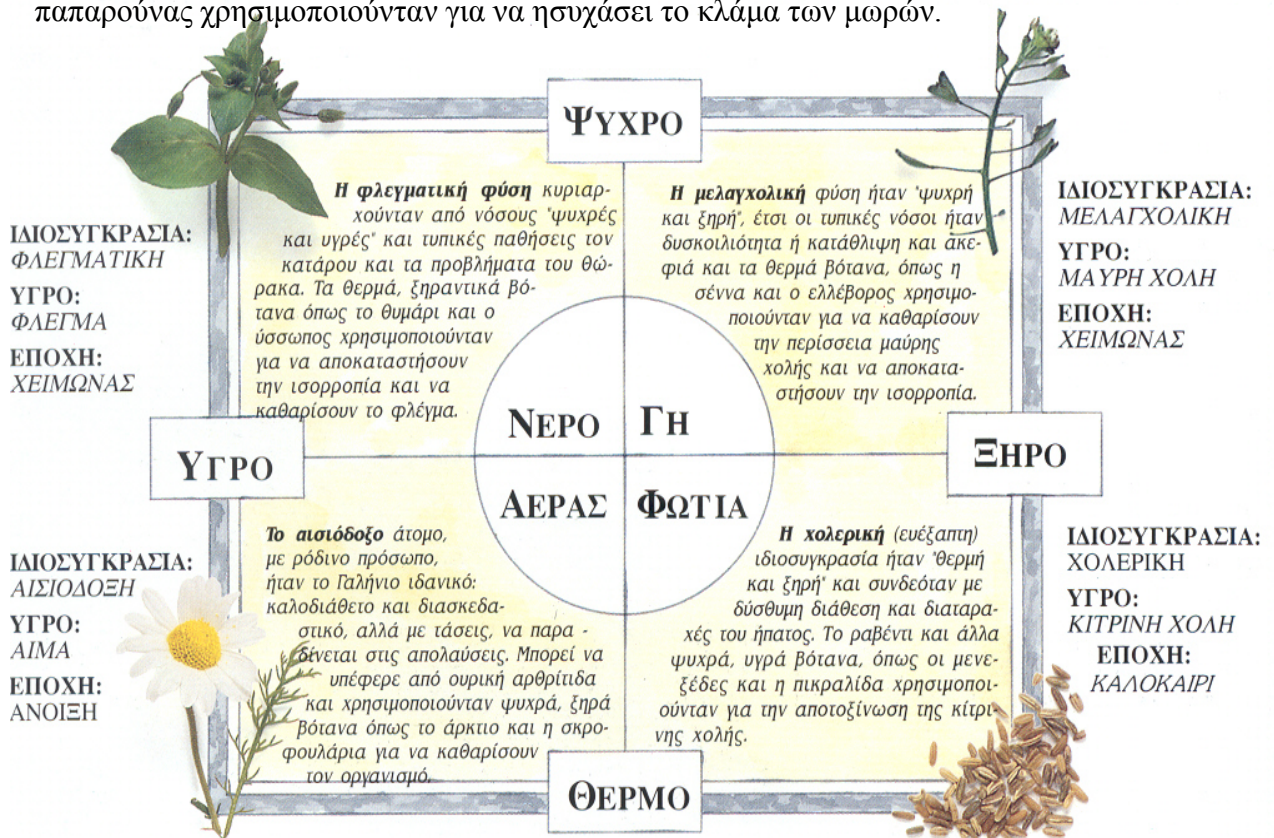 παπαρούνας χρησιμοποιούνταν για να ησυχάσει το κλάμα των μωρών.
ΨΥΧΡΟ
Η φλεγματική φύση κυριαρ-
χούνταν από νόσους "ψυχρές
και υγρές" και τυπικές παθήσεις τον
κατάρου και τα προβλήματα του θώ-
ρακα. Τα θερμά, ξηραντικά βό-
τανα όπως το θυμάρι και ο
ύσσωπος χρησιμοποιούνταν
για να αποκαταστήσουν
την ισορροπία και να
καθαρίσουν το φλέγμα.
Η μελαγχολική φύση ήταν "ψυχρή
και ξηρή", έτσι οι τυπικές νόσοι ήταν
δυσκοιλιότητα ή κατάθλιψη και ακε-
φιά και τα θερμά βότανα, όπως η
σέννα και ο ελλέβορος χρησιμο-
ποιούνταν για να καθαρίσουν
την περίσσεια μαύρης
χολής και να αποκατα-
στήσουν την ισορροπία.
ΙΔΙΟΣΥΓΚΡΑΣΙΑ:
ΦΛΕΓΜΑΤΙΚΗ
ΥΓΡΟ:
ΦΛΕΓΜΑ
ΕΠΟΧΗ:
ΧΕΙΜΩΝΑΣ
ΙΔΙΟΣΥΓΚΡΑΣΙΑ:
ΜΕΛΑΓΧΟΛΙΚΗ
ΥΓΡΟ:
ΜΑΥΡΗ ΧΟΛΗ
ΕΠΟΧΗ:
ΧΕΙΜΩΝΑΣ
ΝΕΡΟ
ΓΗ
ΥΓΡΟ
ΞΗΡΟ
ΑΕΡΑΣ
ΦΩΤΙΑ
ΙΔΙΟΣΥΓΚΡΑΣΙΑ:
ΑΙΣΙΟΔΟΞΗ
ΥΓΡΟ:
ΑΙΜΑ
ΕΠΟΧΗ:
ΑΝΟΙΞΗ
Το αισιόδοξο άτομο,
με ρόδινο πρόσωπο,
ήταν το Γαλήνιο ιδανικό:
καλοδιάθετο και διασκεδα-
στικό, αλλά με τάσεις, να παρα -
δίνεται στις απολαύσεις. Μπορεί να
υπέφερε από ουρική αρθρίτιδα
και χρησιμοποιούνταν ψυχρά, ξηρά
βότανα όπως το άρκτιο και η σκρο-
φουλάρια για να καθαρίσουν
τον οργανισμό.
Η χολερική (ευέξαπτη)
ιδιοσυγκρασία ήταν "θερμή
και ξηρή" και συνδεόταν με
δύσθυμη διάθεση και διαταρα-
χές του ήπατος. Το ραβέντι και άλλα
ψυχρά, υγρά βότανα, όπως οι μενε-
ξέδες και η πικραλίδα χρησιμοποι-
ούνταν για την αποτοξίνωση της κίτρι-
νης χολής.
ΙΔΙΟΣΥΓΚΡΑΣΙΑ:
ΧΟΛΕΡΙΚΗ
ΥΓΡΟ:
ΚΙΤΡΙΝΗ ΧΟΛΗ
ΕΠΟΧΗ:
ΚΑΛΟΚΑΙΡΙ
ΘΕΡΜΟ